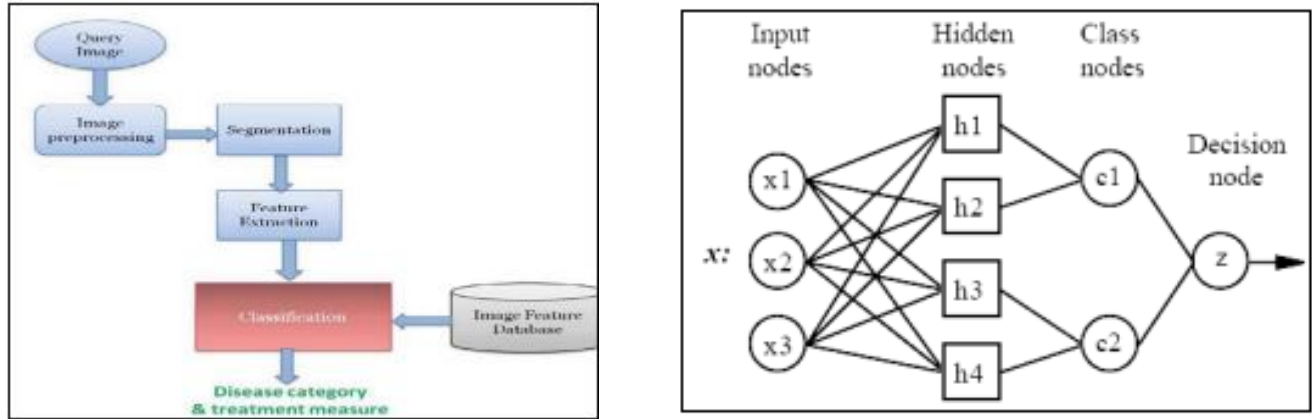 Query
Image
Image
preprocessing
Segmentation
Feature
Extraction
Classification
Image Feature
Database
Disease category
& treatment measure
Input
nodes
Hidden
nodes
Class
nodes
Decision
node
x:
x1
x2
x3
h1
h2
h3
h4
c1
c2
z